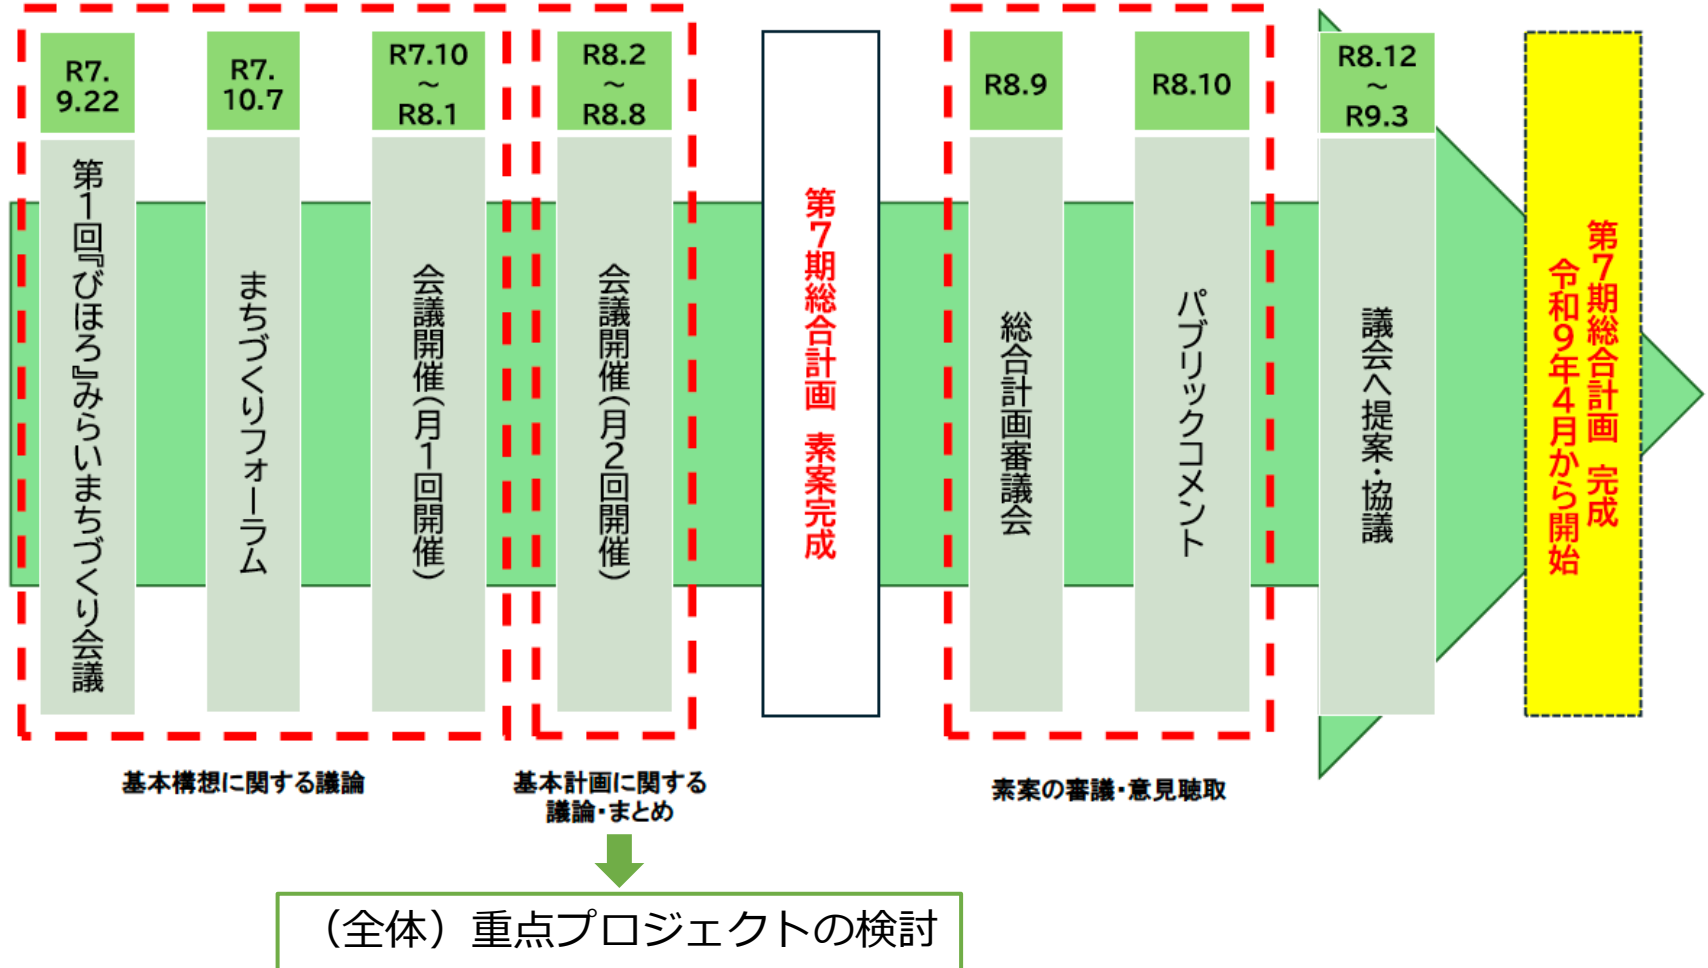 R7.
9.22
第1回『びほろ』みらいまちづくり会議
R7.
10.7
まちづくりフォーラム
R7.10
～
R8.1
会議開催（月1回開催）
R8.2
～
R8.8
会議開催（月2回開催）
第7期総合計画 素案完成
R8.9
総合計画審議会
R8.10
パブリックコメント
R8.12
～
R9.3
議会へ提案・協議
第7期総合計画 完成
令和9年4月から開始
基本構想に関する議論
基本計画に関する
議論・まとめ
素案の審議・意見聴取
（全体）重点プロジェクトの検討